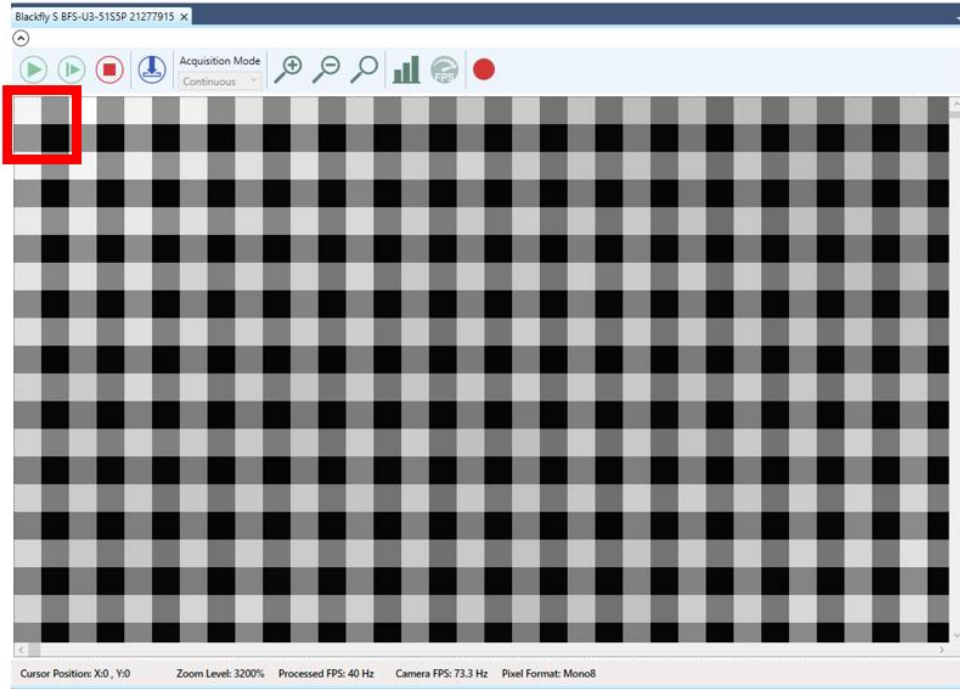 Blackfly S BFS-U3-51S5P 21277915
Acquisition Mode
Continuous
FPS
Cursor Position: X:0 , Y:0 Zoom Level: 3200% Processed FPS: 40 Hz Camera FPS: 73.3 Hz Pixel Format: Mono8